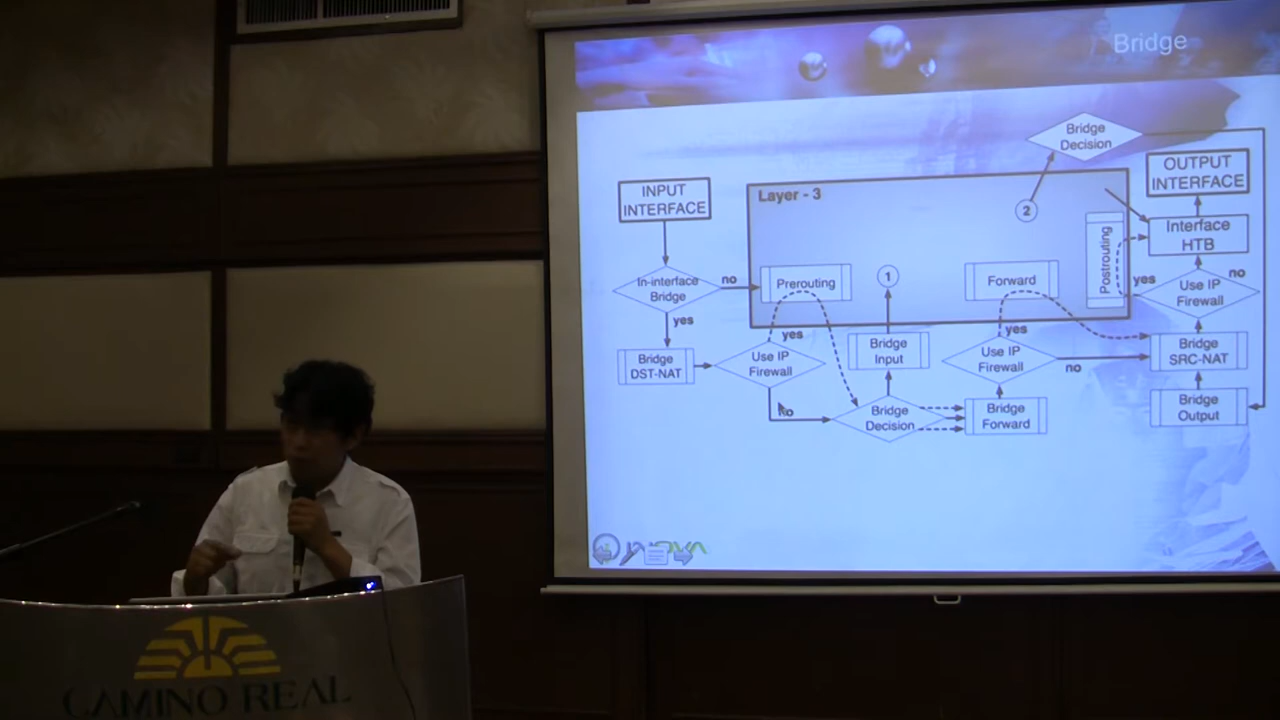 Bridge
Bridge
Decision
OUTPUT
INTERFACE
INPUT
INTERFACE
Layer - 3
2
Interface
HTB
Postrouting
In-interface
Bridge
no
Prerouting
1
Forward
yes
no
Use IP
Firewall
yes
yes
yes
Bridge
DST-NAT
Use IP
Firewall
Bridge
Input
Use IP
Firewall
no
Bridge
SRC-NAT
No
Bridge
Decision
Bridge
Forward
Bridge
Output
CAMINO REAL